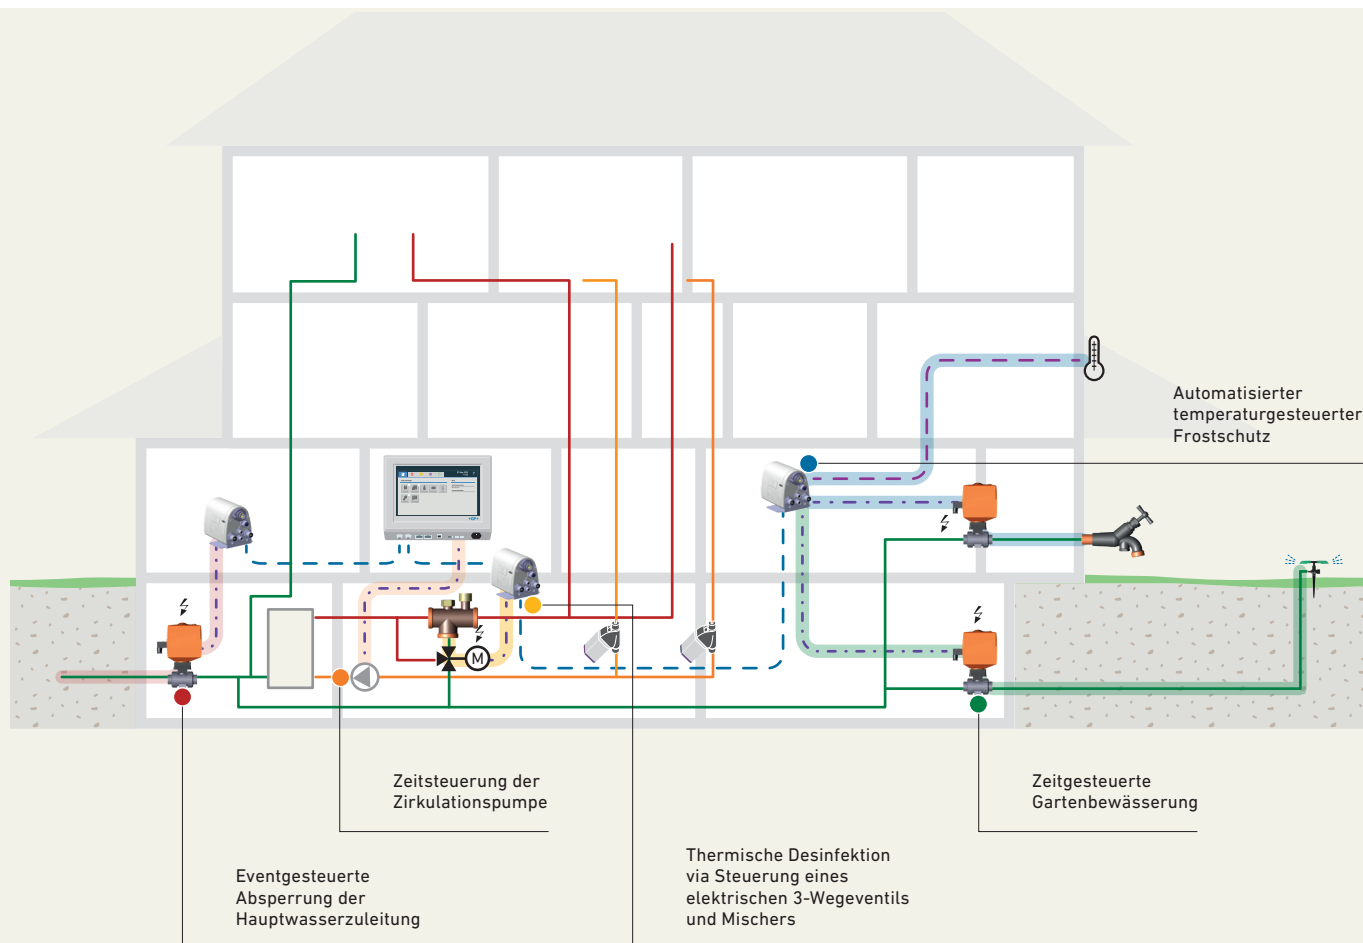 Automatisierter
temperaturgesteuerter
Frostschutz
+GF+
M
Zeitsteuerung der
Zirkulationspumpe
Zeitgesteuerte
Gartenbewässerung
Eventgesteuerte
Absperrung der
Hauptwasserzuleitung
Thermische Desinfektion
via Steuerung eines
elektrischen 3-Wegeventils
und Mischers